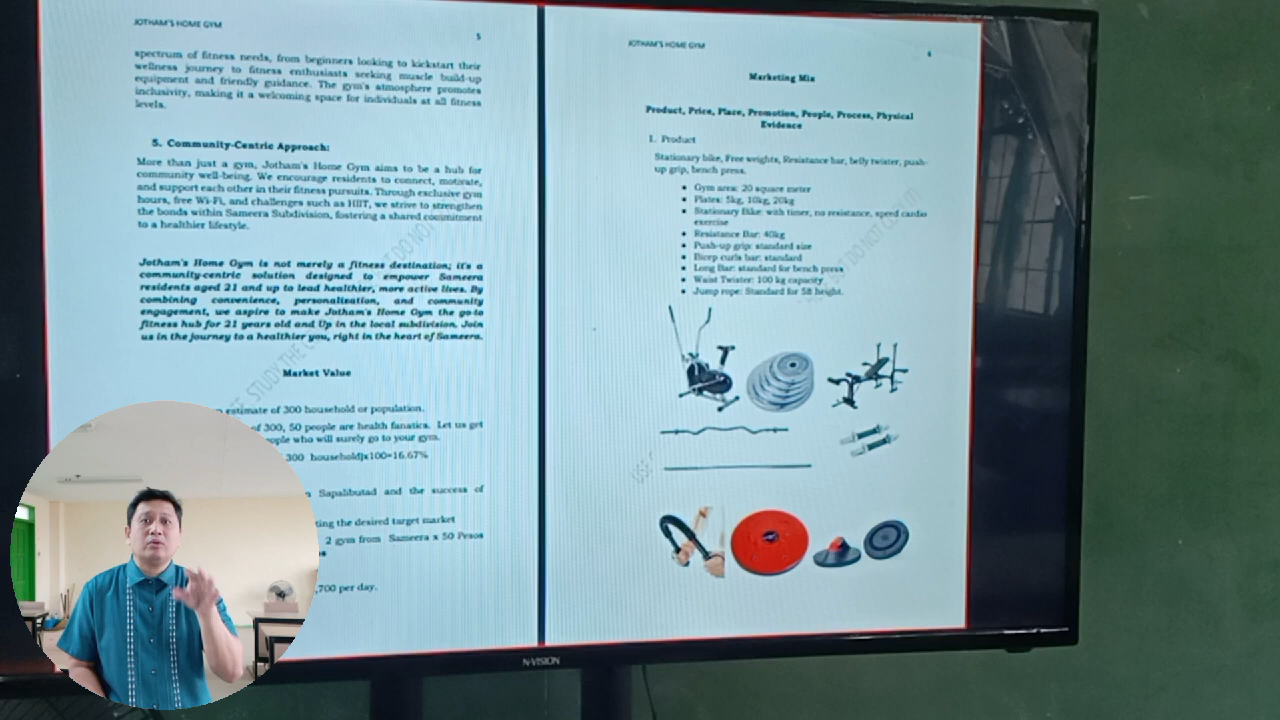 JOTHAM'S HOME GYM
5
spectrum of fitness needs, from beginners looking to kickstart their
wellness journey to fitness enthusiasts seeking muscle build-up
equipment and friendly guidance. The gym's atmosphere promotes
inclusivity, making it a welcoming space for individuals at all fitness
levels.
5. Community-Centric Approach:
More than just a gym, Jotham's Home Gym aims to be a hub for
community well-being. We encourage residents to connect, motivate,
and support each other in their fitness pursuits. Through exclusive gym
hours, free Wi-Fi, and challenges such as HIIT, we strive to strengthen
the bonds within Sameera Subdivision, fostering a shared commitment
to a healthier lifestyle.
Jotham's Home Gym is not merely a fitness destination; it's a
community-centric solution designed to empower Sameera
residents aged 21 and up to lead healthier, more active lives. By
combining convenience, personalization, and community
engagement, we aspire to make Jotham's Home Gym the go-to
fitness hub for 21 years old and Up in the local subdivision. Join
us in the journey to a healthier you, right in the heart of Sameera.
Market Value
estimate of 300 household or population.
of 300, 50 people are health fanatics. Let us get
people who will surely go to your gym.
300 household)x100=16.67%
Sapalibutad and the success of
ting the desired target market
2 gym from Sameera x 50 Pesos
,700 per day.
JOTHAM'S HOME GYM
6
Marketing Mix
Product, Price, Place, Promotion, People, Process, Physical
Evidence
1. Product
Stationary bike, Free weights, Resistance bar, belly twister, push-
up grip, bench press.
• Gym area: 20 square meter
• Plates: 5kg, 10kg, 20kg
• Stationary Bike: with timer, no resistance, speed cardio
exercise
• Resistance Bar: 40kg
• Push-up grip: standard size
• Bicep curls bar: standard
• Long Bar: standard for bench press
• Waist Twister: 100 kg capacity
• Jump rope: Standard for 58 height.
N-VISION